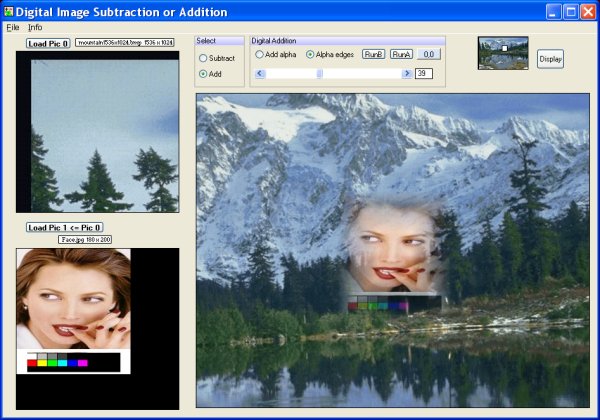 Digital Image Subtraction or Addition
File Info
Load Pic 0
mountain1536x1024.bmp 1536 x 1024
Select
Subtract
Add
Digital Addition
Add alpha
Alpha edges
RunB
RunA
0,0
39
Display
Load Pic 1 <= Pic 0
Face.jpg 180 x 200